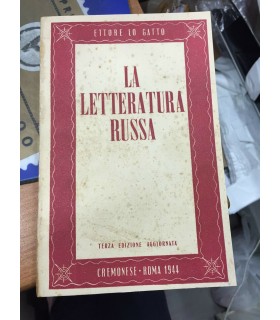 ETTORE LO GATTO
LA
LETTERATURA
RUSSA
TERZA EDIZIONE AGGIORNATA
CREMONESE - ROMA 1944